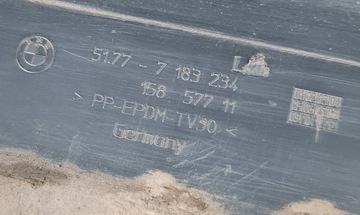 51.77 - 7 183 234 L
158 577 11
> PP-EPDM-TV30 <
Germany